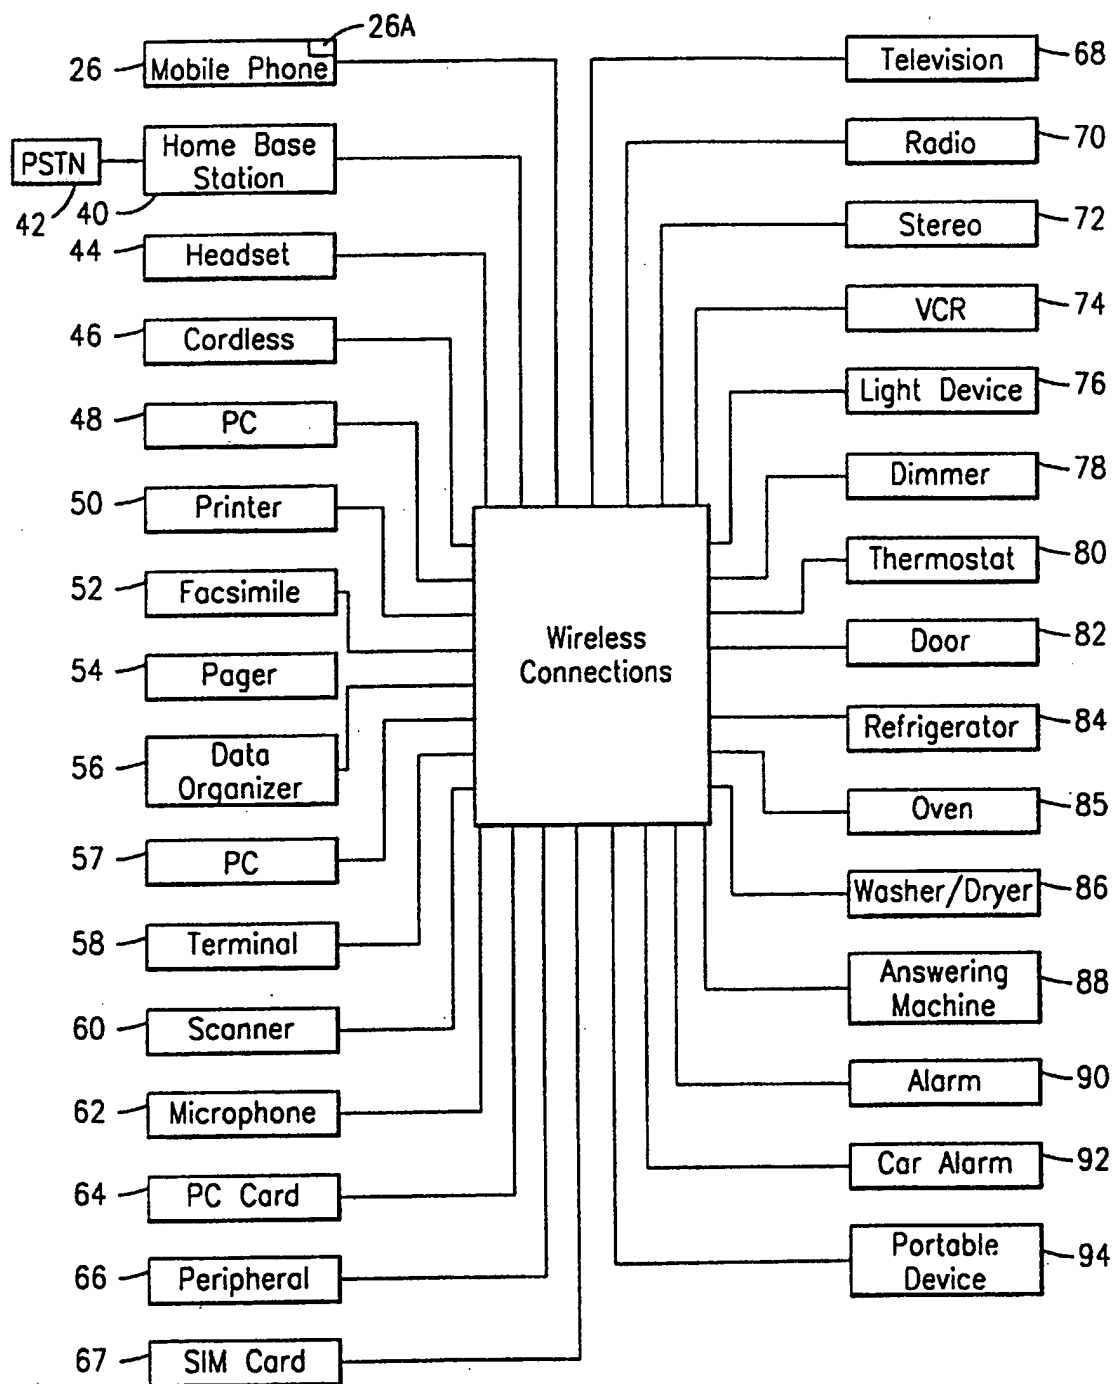 26A
26
Mobile Phone
PSTN
42
Home Base
Station
40
44
Headset
46
Cordless
48
PC
50
Printer
52
Facsimile
54
Pager
56
Data
Organizer
57
PC
58
Terminal
60
Scanner
62
Microphone
64
PC Card
66
Peripheral
67
SIM Card
Wireless
Connections
Television
68
Radio
70
Stereo
72
VCR
74
Light Device
76
Dimmer
78
Thermostat
80
Door
82
Refrigerator
84
Oven
85
Washer/Dryer
86
Answering
Machine
88
Alarm
90
Car Alarm
92
Portable
Device
94